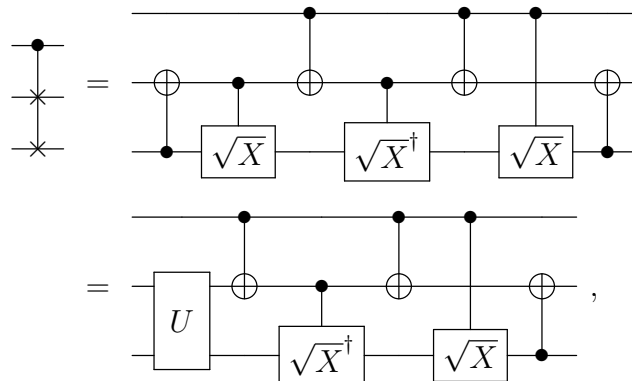 =
√X √X† √X
=
U √X† √X ,